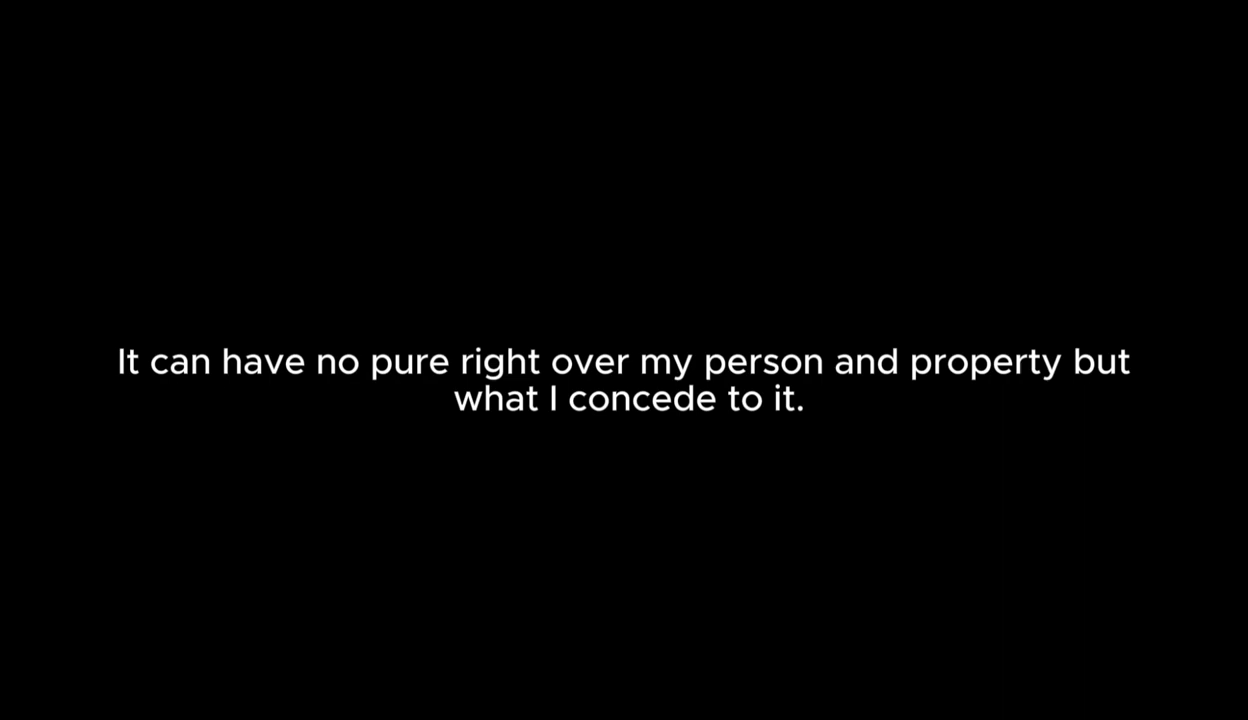 It can have no pure right over my person and property but
what I concede to it.